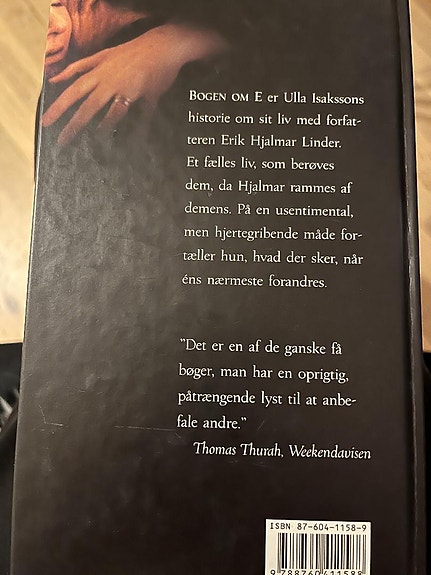 BOGEN OM E er Ulla Isakssons
historie om sit liv med forfat-
teren Erik Hjalmar Linder.
Et fælles liv, som berøves
dem, da Hjalmar rammes af
demens. På en usentimental,
men hjertegribende måde for-
tæller hun, hvad der sker, når
éns nærmeste forandres.
"Det er en af de ganske få
bøger, man har en oprigtig,
påtrængende lyst til at anbe-
fale andre."
Thomas Thurah, Weekendavisen
ISBN 87-604-1158-9
9788760411588